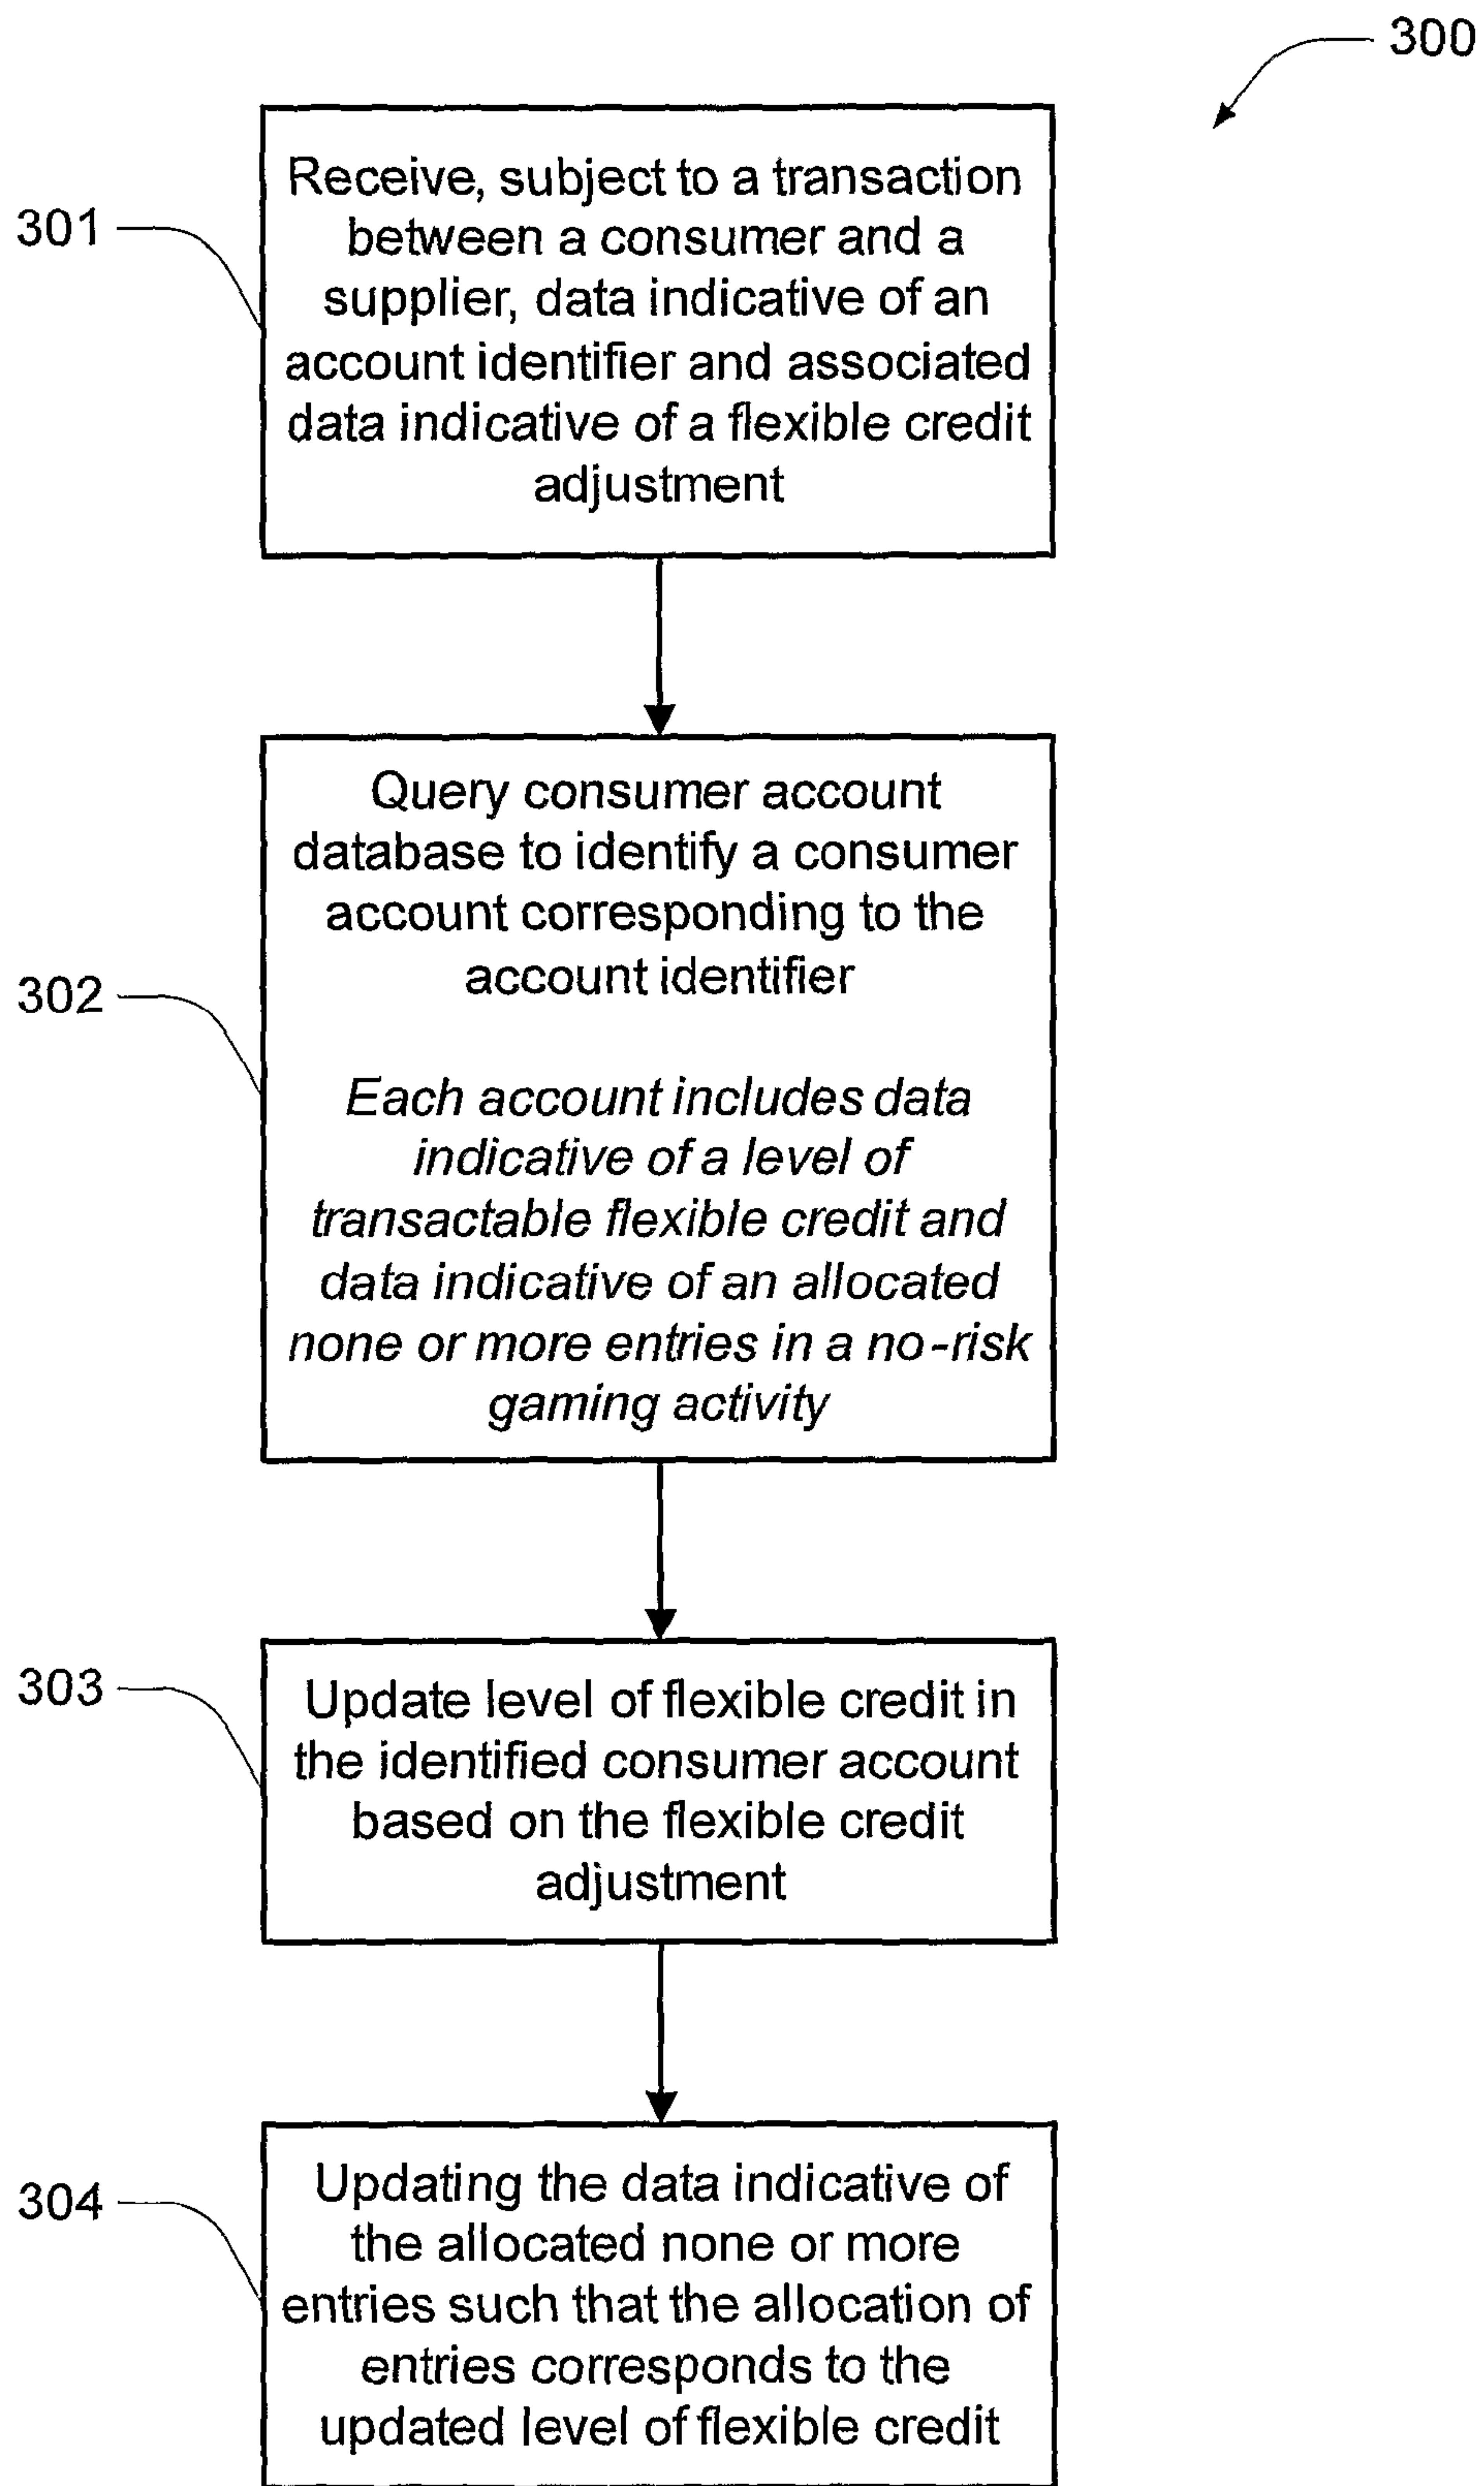 300
301
Receive, subject to a transaction
between a consumer and a
supplier, data indicative of an
account identifier and associated
data indicative of a flexible credit
adjustment
302
Query consumer account
database to identify a consumer
account corresponding to the
account identifier
Each account includes data
indicative of a level of
transactable flexible credit and
data indicative of an allocated
none or more entries in a no-risk
gaming activity
303
Update level of flexible credit in
the identified consumer account
based on the flexible credit
adjustment
304
Updating the data indicative of
the allocated none or more
entries such that the allocation of
entries corresponds to the
updated level of flexible credit